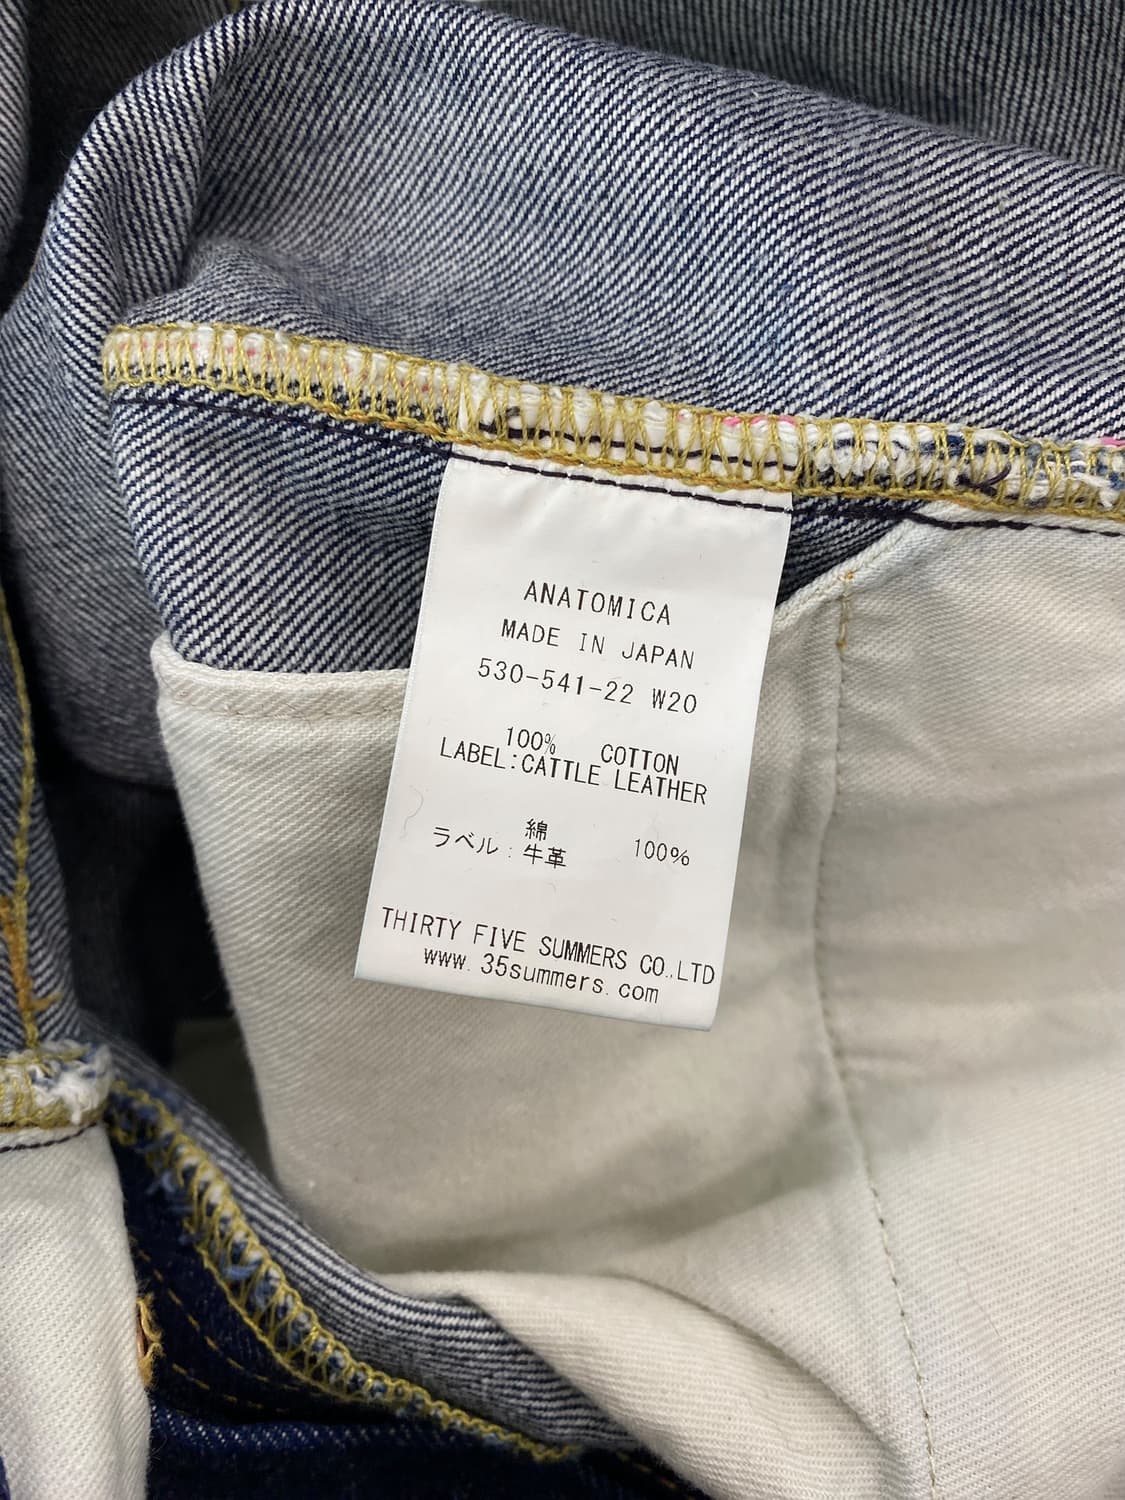 ANATOMICA
MADE IN JAPAN
530-541-22 W20
100% COTTON
LABEL:CATTLE LEATHER
綿 100%
ラベル:牛革
THIRTY FIVE SUMMERS CO.,LTD
www.35summers.com